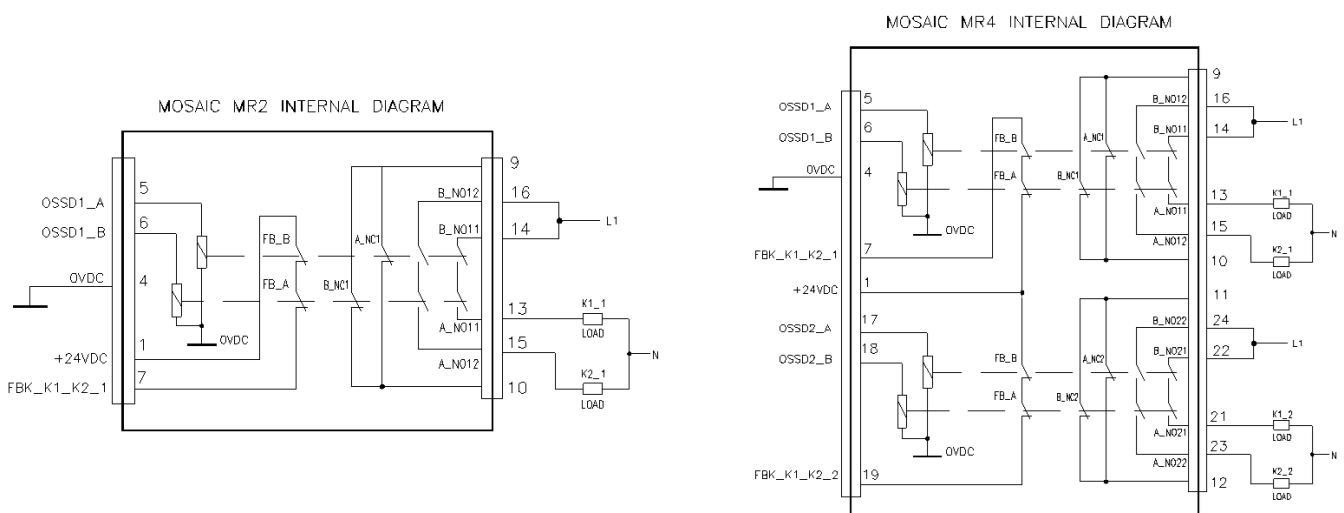 MOSAIC MR2 INTERNAL DIAGRAM
5
OSSD1_A
6
OSSD1_B
0VDC
4
0VDC
1
+24VDC
7
FBK_K1_K2_1
FB_B
FB_A
A_NC1
B_NC1
9
B_NO12
16
B_NO11
14
L1
13
K1_1
LOAD
A_NO11
15
N
A_NO12
K2_1
LOAD
10
MOSAIC MR4 INTERNAL DIAGRAM
5
OSSD1_A
6
OSSD1_B
0VDC
4
0VDC
7
FBK_K1_K2_1
+24VDC
1
17
OSSD2_A
18
OSSD2_B
0VDC
FBK_K1_K2_2
19
FB_B
FB_A
A_NC1
B_NC1
9
B_NO12
16
B_NO11
14
L1
13
K1_1
LOAD
A_NO11
15
N
A_NO12
K2_1
LOAD
10
FB_B
FB_A
A_NC2
B_NC2
11
B_NO22
24
B_NO21
22
L1
21
K1_2
LOAD
A_NO21
23
N
A_NO22
K2_2
LOAD
12